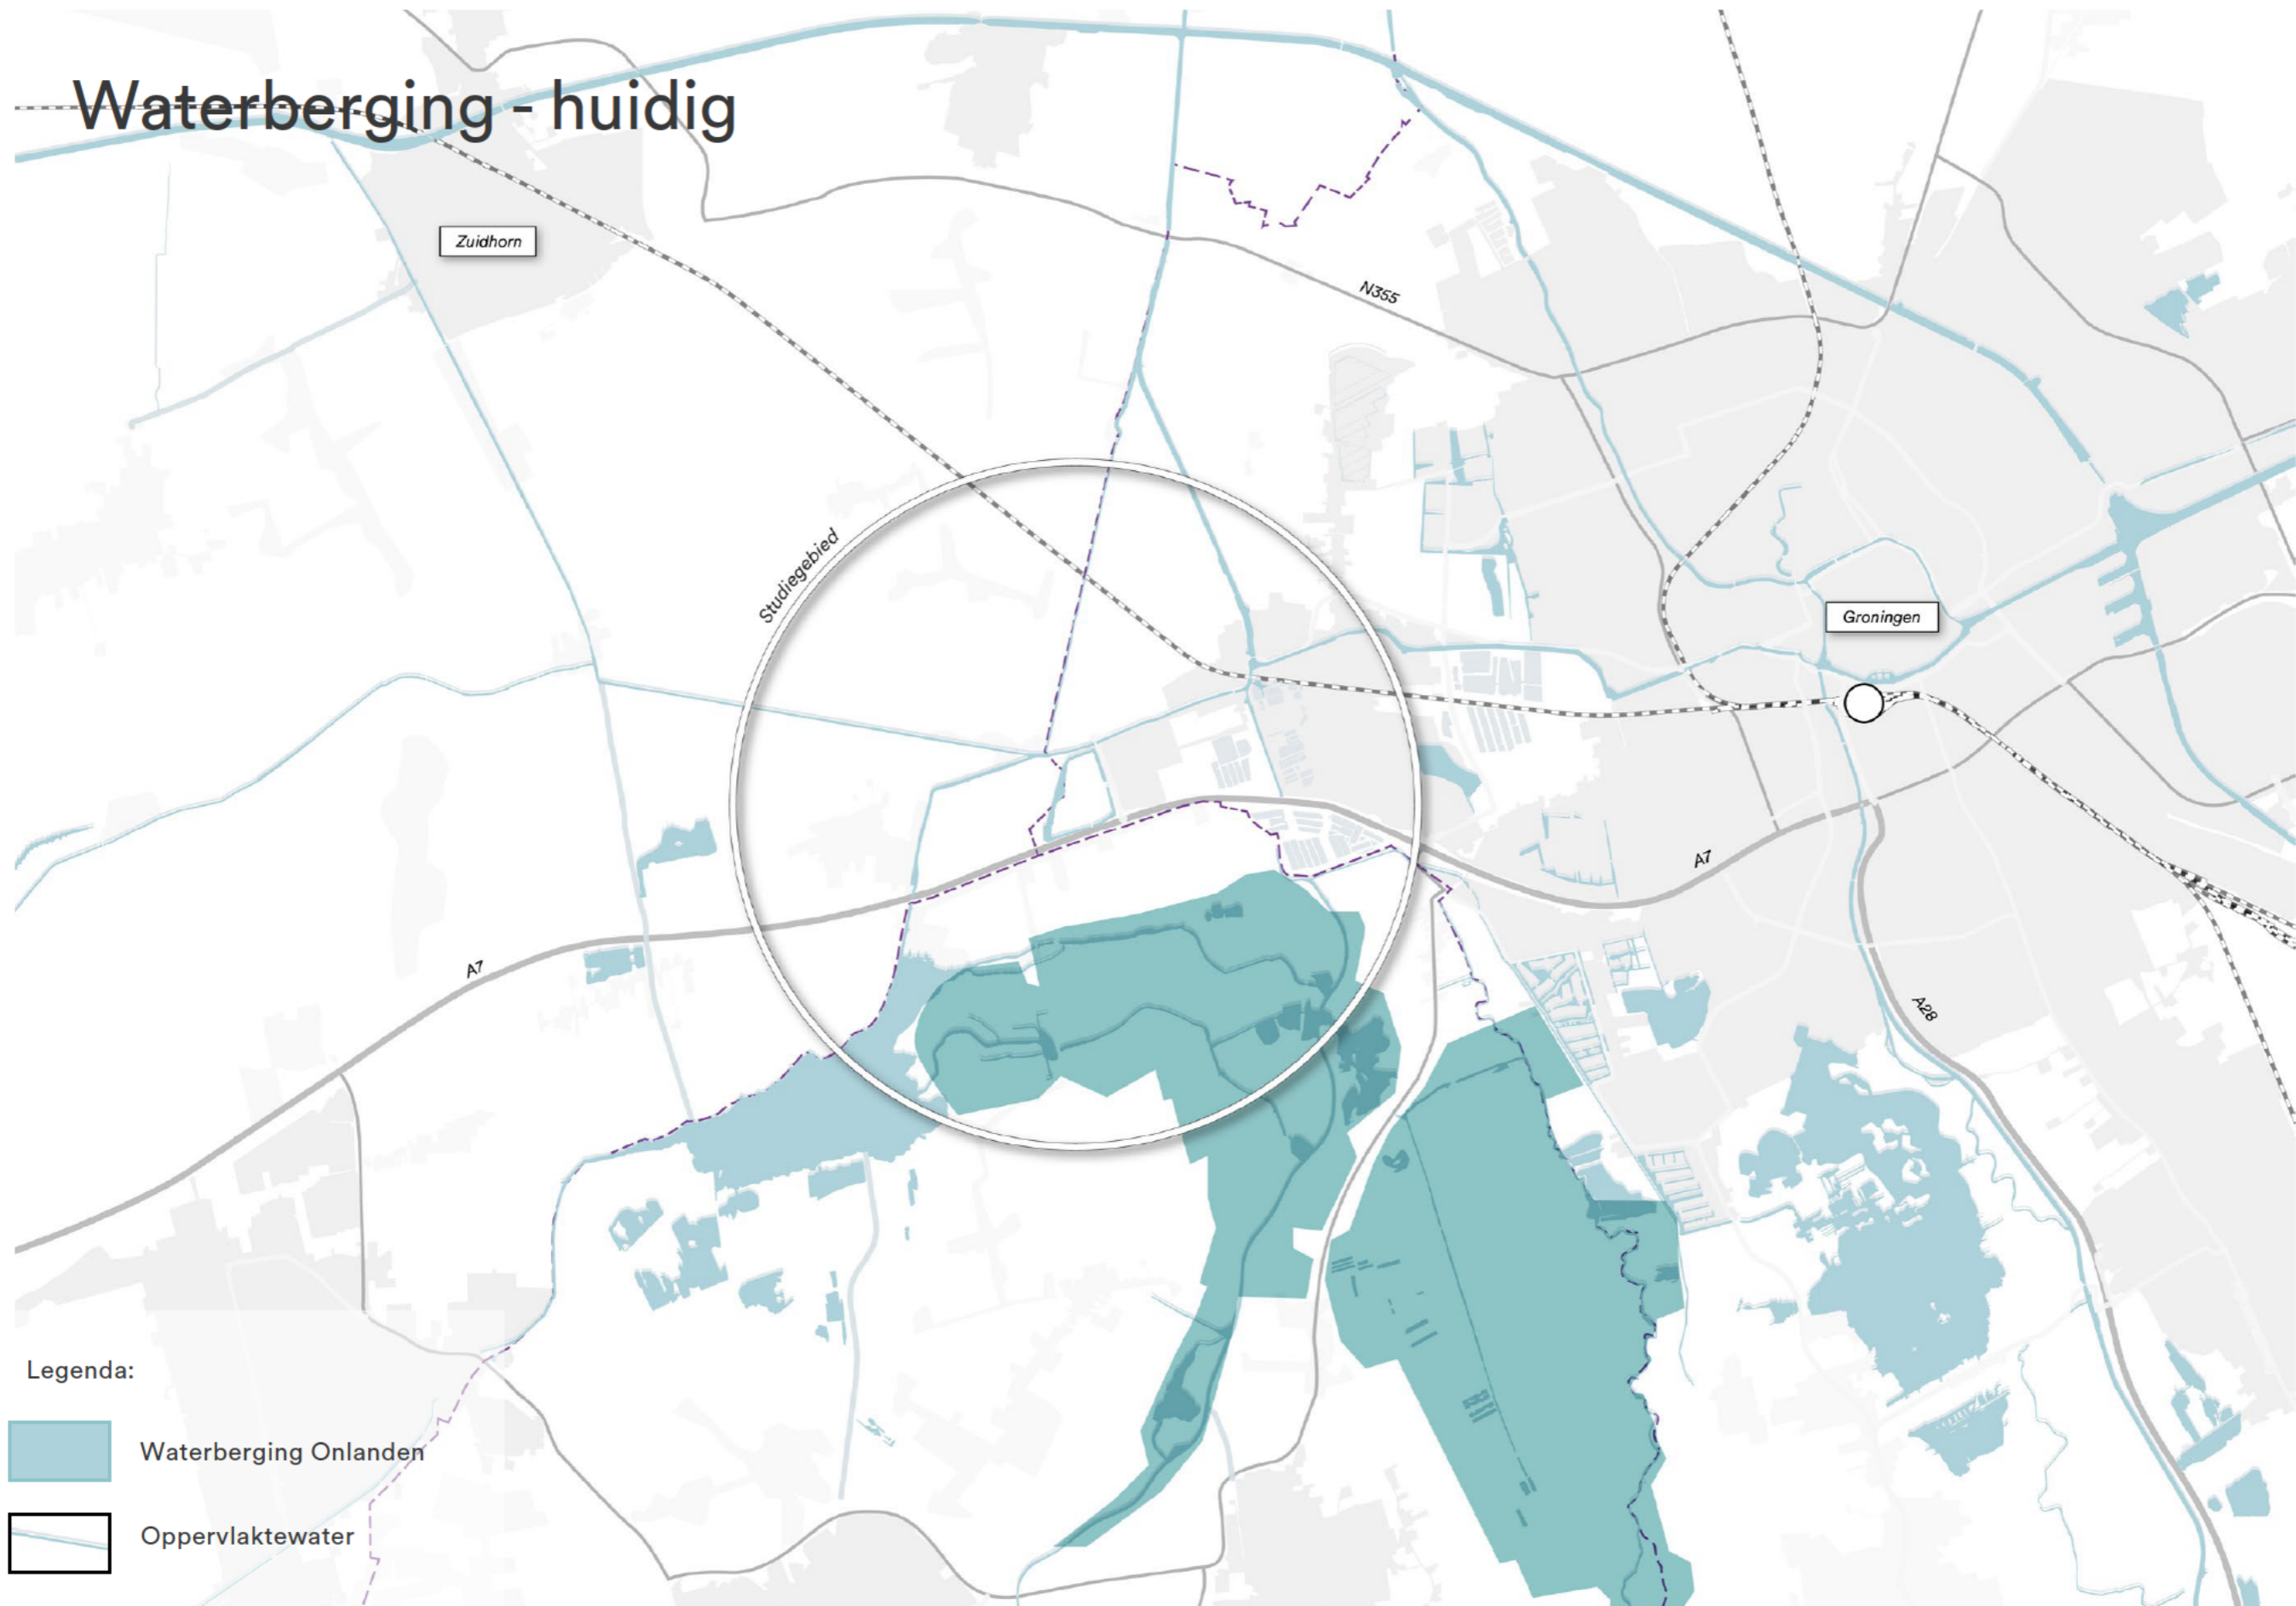 Waterberging - huidig
Zuidhorn
N355
Studiegebied
Groningen
A7
A7
A28
Legenda:
Waterberging Onlanden
Oppervlaktewater